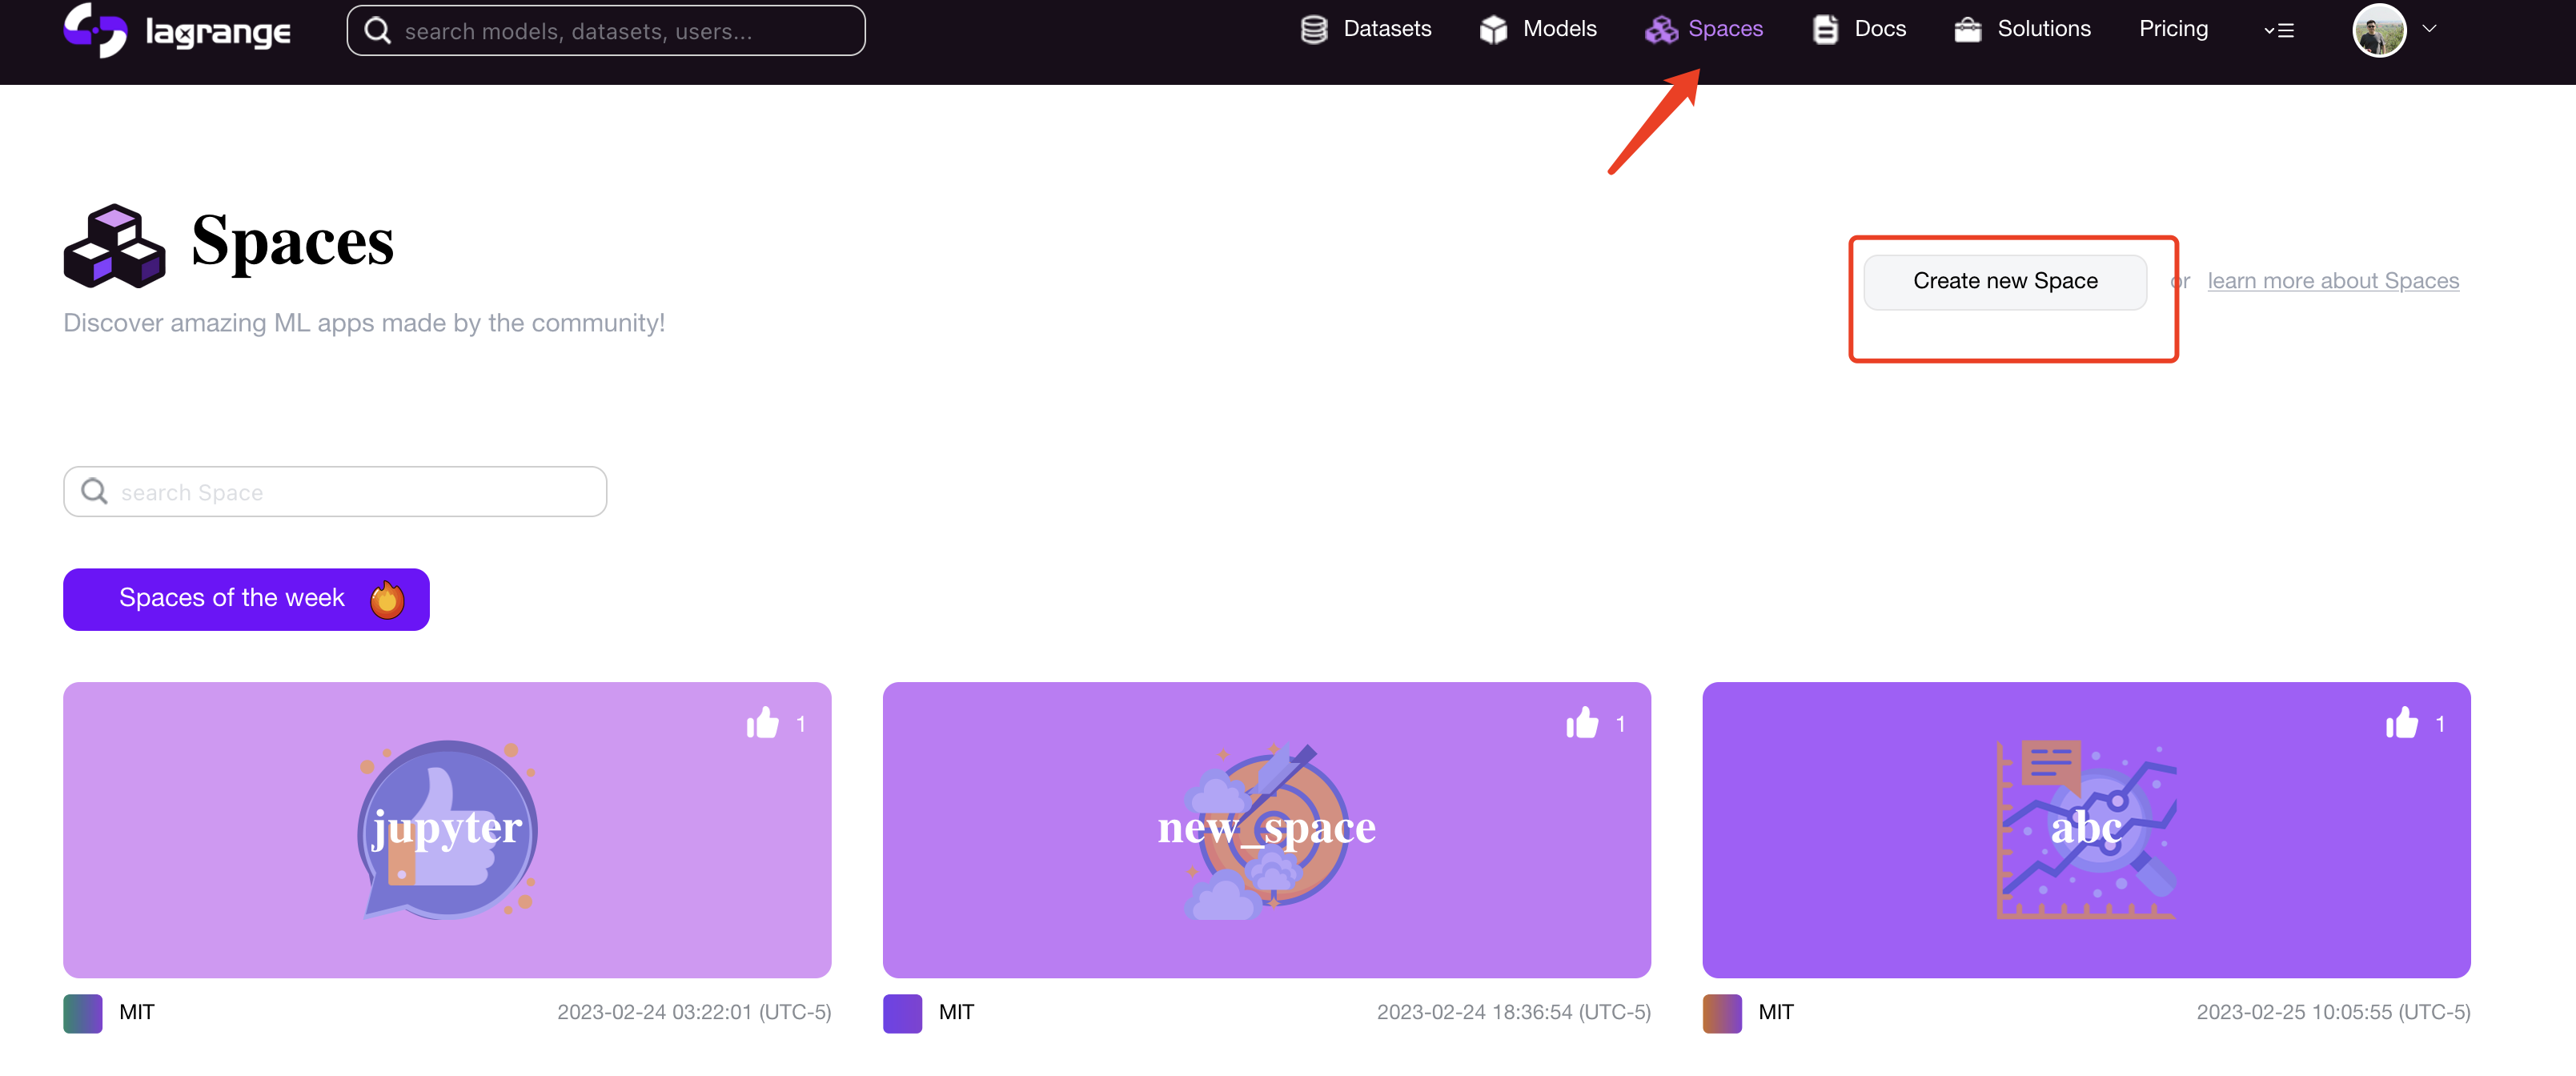 lagrange
search models, datasets, users...
Datasets
Models
Spaces
Docs
Solutions
Pricing
Spaces
Discover amazing ML apps made by the community!
Create new Space
or learn more about Spaces
search Space
Spaces of the week
1
jupyter
MIT
2023-02-24 03:22:01 (UTC-5)
1
new_space
MIT
2023-02-24 18:36:54 (UTC-5)
1
abc
MIT
2023-02-25 10:05:55 (UTC-5)